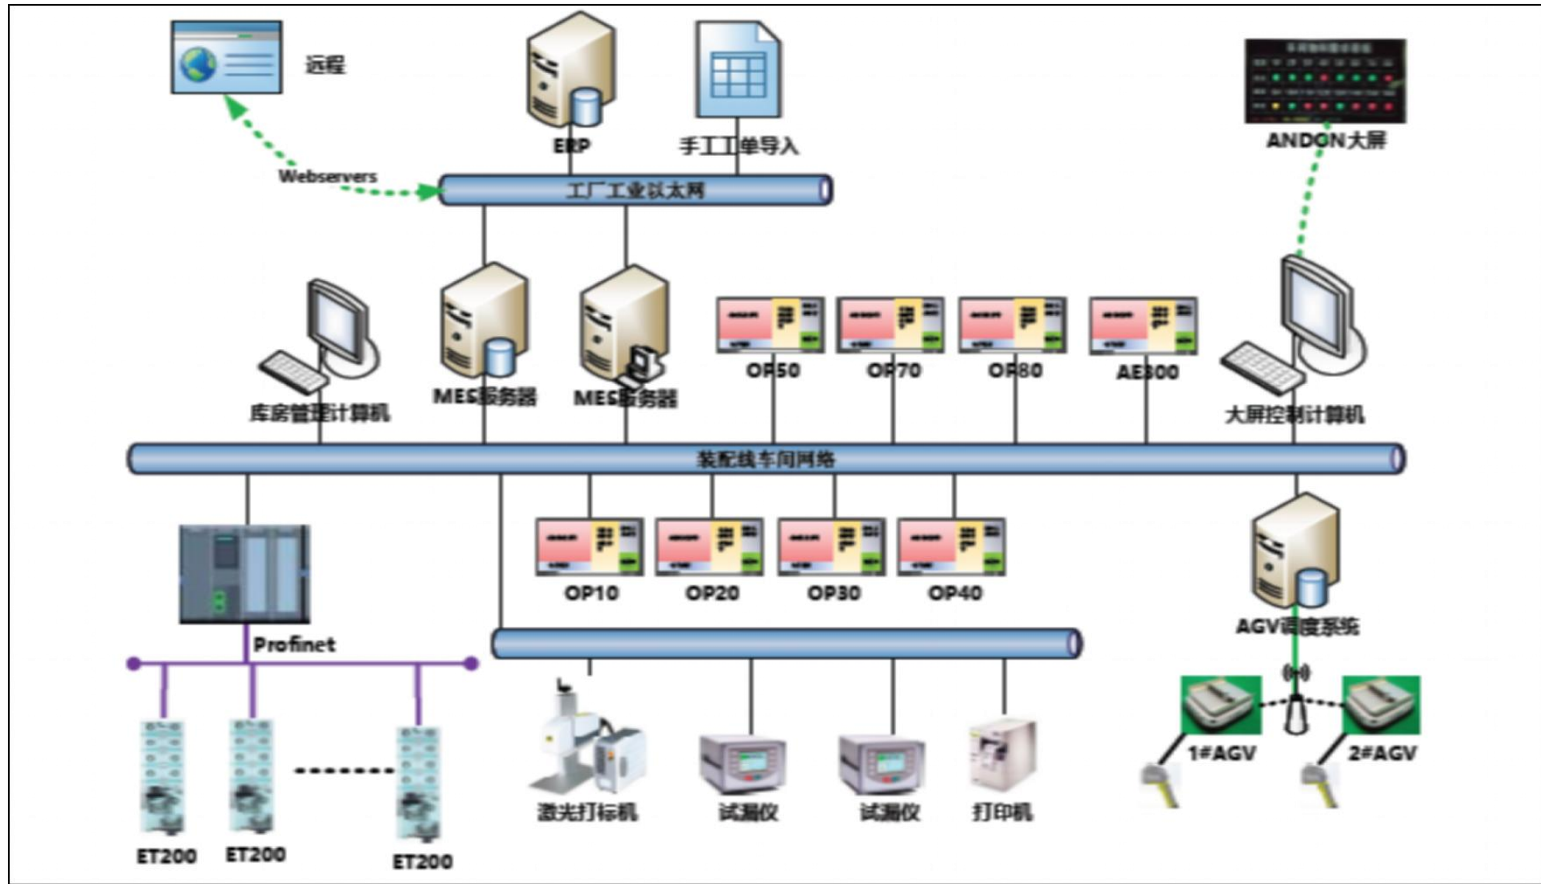 远程
ERP
手工工单导入
ANDON大屏
Webservers
工厂工业以太网
库房管理计算机
MES服务器
MES服务器
OP50
OP70
OP80
AE300
大屏控制计算机
装配线车间网络
OP10
OP20
OP30
OP40
AGV调度系统
Profinet
1#AGV
2#AGV
激光打标机
试漏仪
试漏仪
打印机
ET200
ET200
ET200